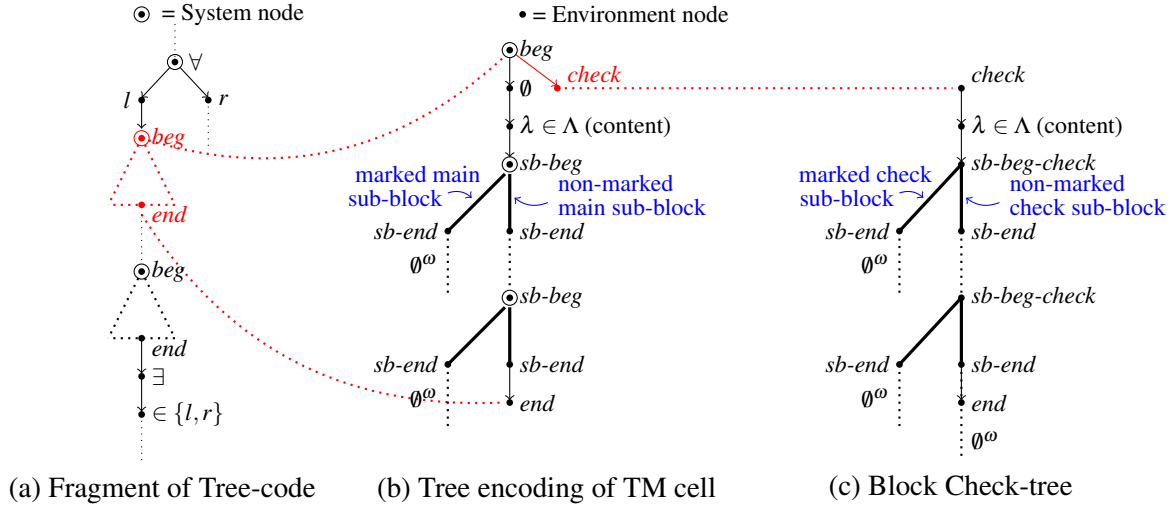 = System node
= Environment node
∀
l
r
beg
end
beg
end
∃
∈ {l, r}
(a) Fragment of Tree-code
beg
check
∅
λ ∈ Λ (content)
sb-beg
marked main
sub-block
non-marked
main sub-block
sb-end
sb-end
∅^ω
sb-beg
sb-end
sb-end
∅^ω
end
(b) Tree encoding of TM cell
check
λ ∈ Λ (content)
sb-beg-check
marked check
sub-block
non-marked
check sub-block
sb-end
sb-end
∅^ω
sb-beg-check
sb-end
sb-end
∅^ω
end
∅^ω
(c) Block Check-tree